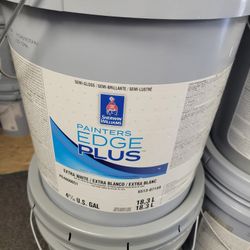 SEMI-GLOSS / SEMI-BRILLANTE / SEMI-LUSTRÉ
SHERWIN
WILLIAMS
PAINTERS
EDGE
PLUS
EXTRA WHITE / EXTRA BLANCO / EXTRA BLANC
4⅞ U.S. GAL
18.3 L
18.3 L